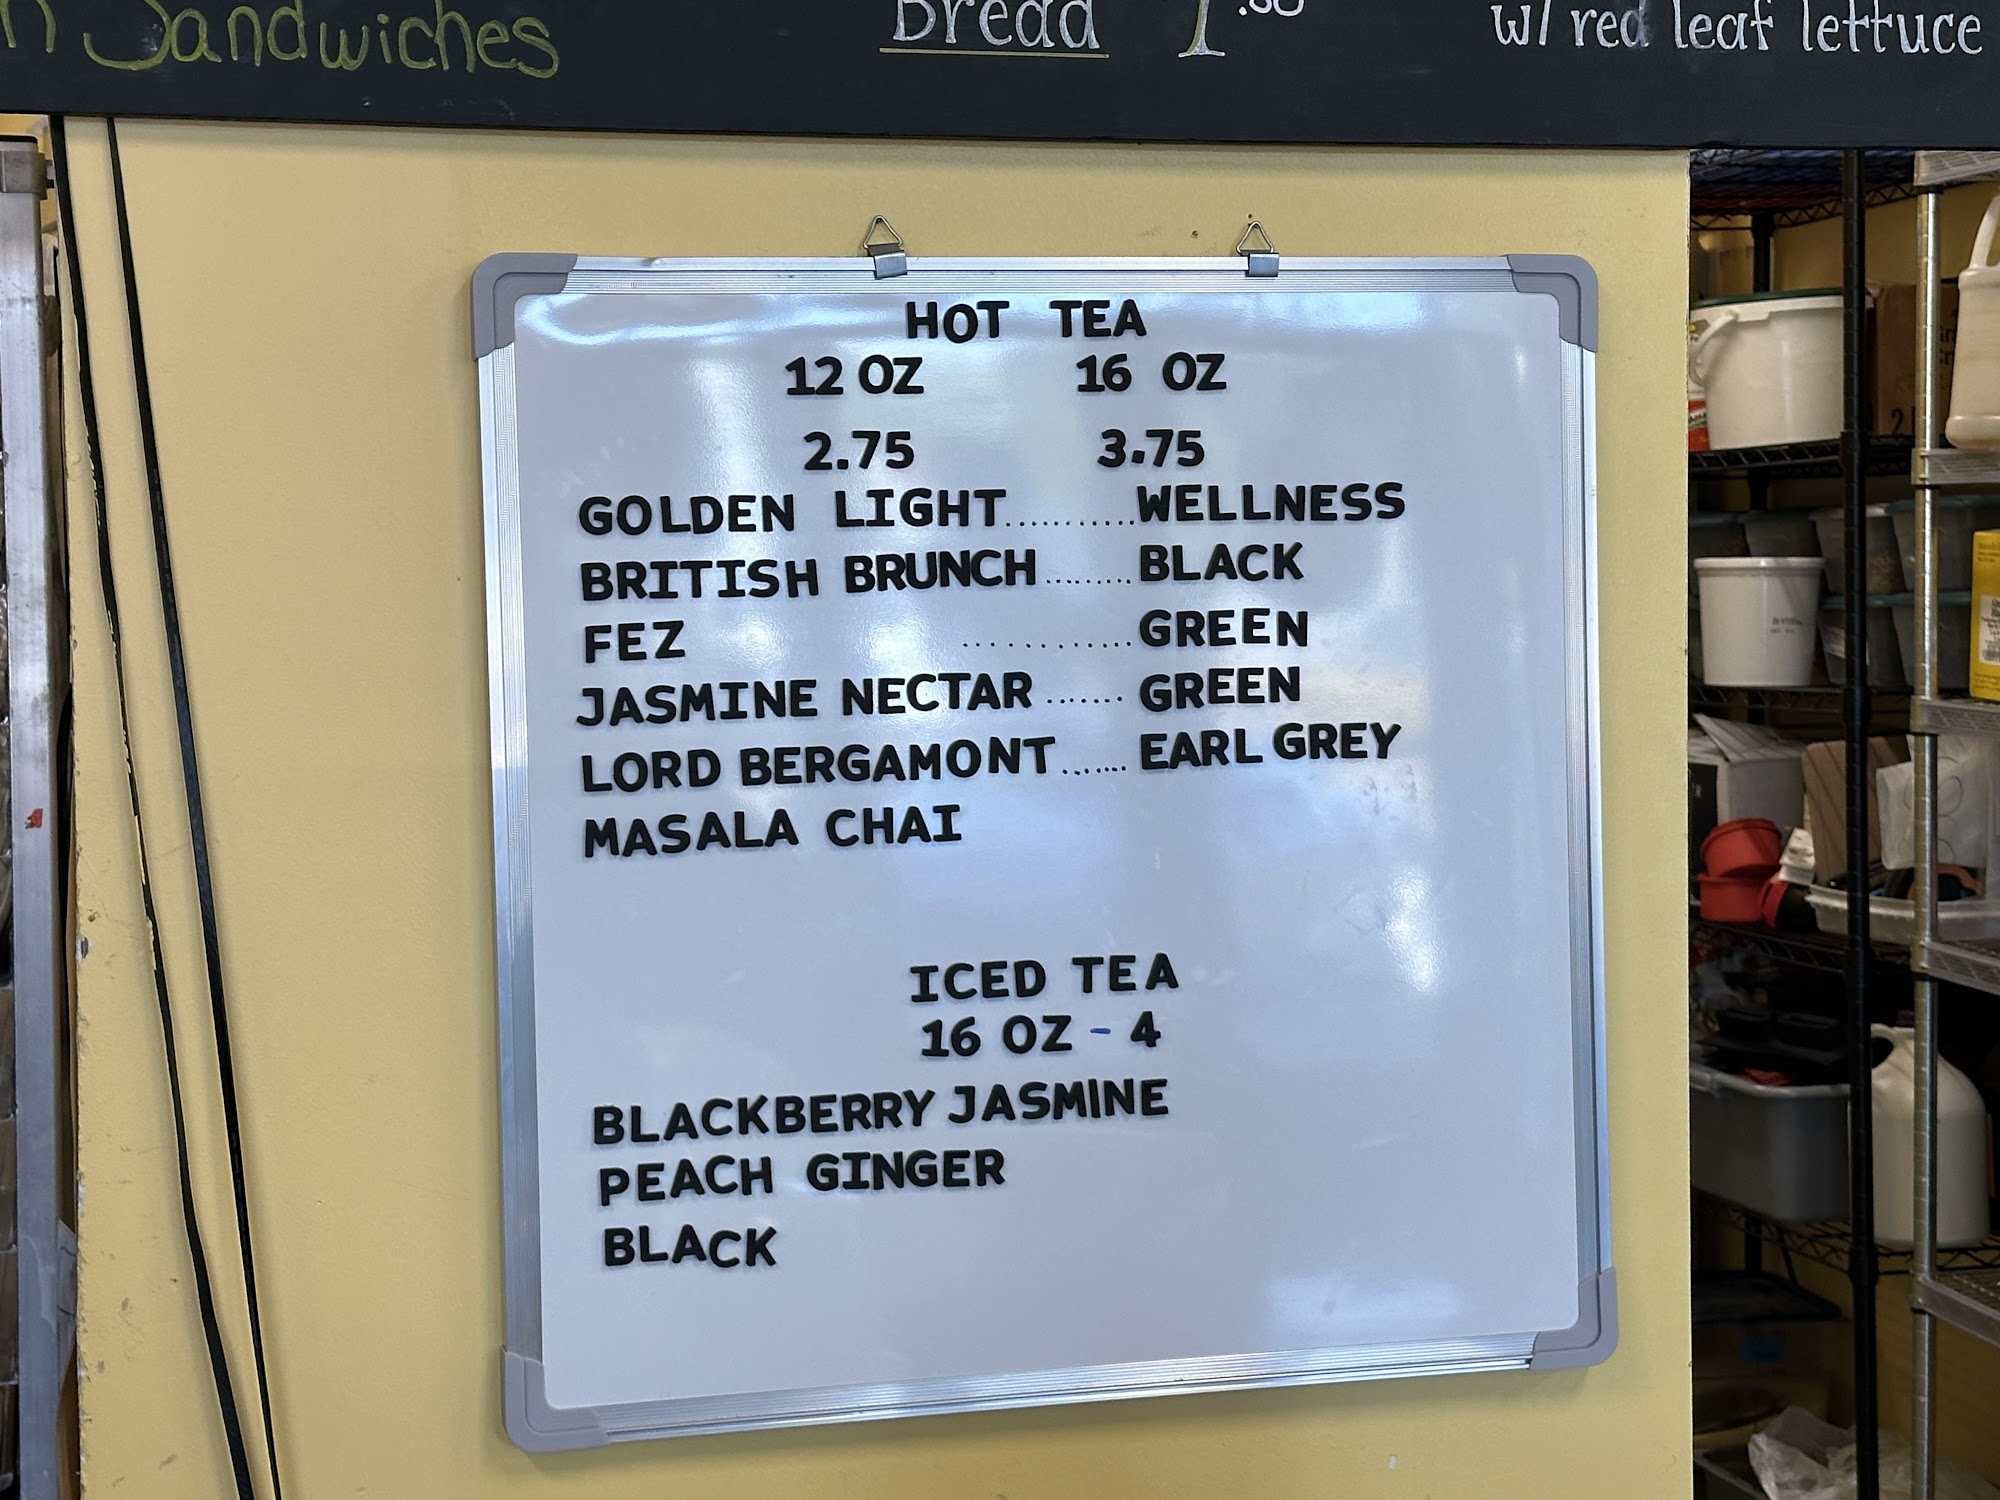 Sandwiches
Bread
w/ red leaf lettuce
HOT TEA
12 OZ 16 OZ
2.75 3.75
GOLDEN LIGHT..........WELLNESS
BRITISH BRUNCH........BLACK
FEZ ............GREEN
JASMINE NECTAR.......GREEN
LORD BERGAMONT......EARL GREY
MASALA CHAI
ICED TEA
16 OZ - 4
BLACKBERRY JASMINE
PEACH GINGER
BLACK